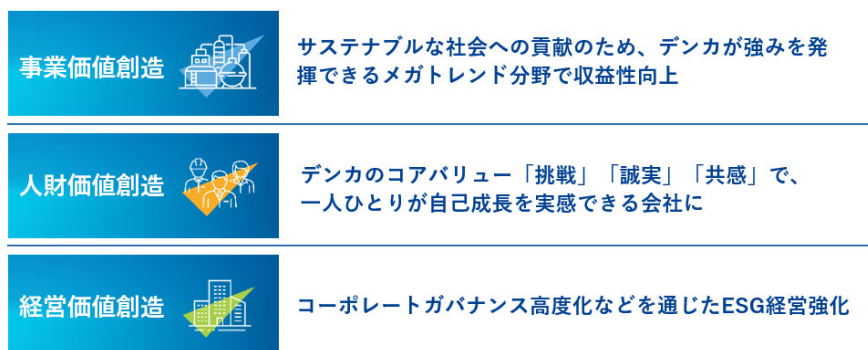 事業価値創造
サステナブルな社会への貢献のため、デンカが強みを発
揮できるメガトレンド分野で収益性向上
人財価値創造
デンカのコアバリュー「挑戦」「誠実」「共感」で、
一人ひとりが自己成長を実感できる会社に
経営価値創造
コーポレートガバナンス高度化などを通じたESG経営強化